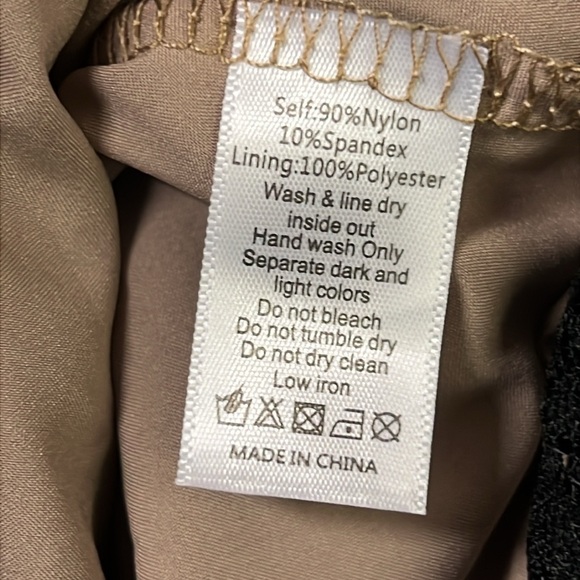 Self:90%Nylon
10%Spandex
Lining:100%Polyester
Wash & line dry
inside out
Hand wash Only
Separate dark and
light colors
Do not bleach
Do not tumble dry
Do not dry clean
Low iron
MADE IN CHINA